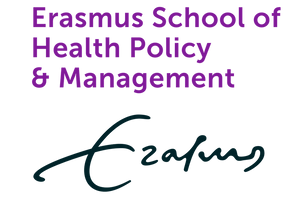 Erasmus School of
Health Policy
& Management
Erasmus